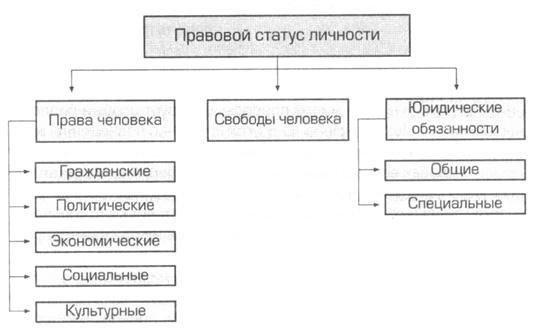 Правовой статус личности
Права человека
Свободы человека
Юридические
обязанности
Гражданские
Политические
Экономические
Социальные
Культурные
Общие
Специальные